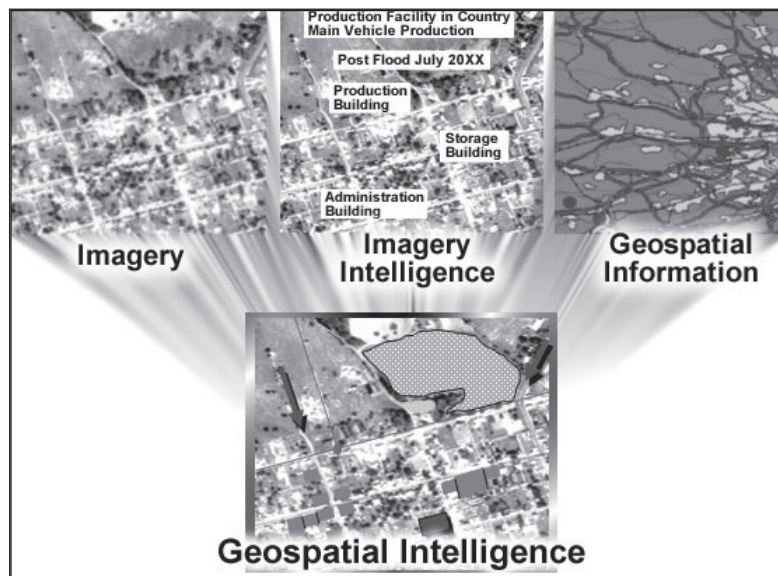 Production Facility in Country X
Main Vehicle Production
Post Flood July 20XX
Production
Building
Storage
Building
Administration
Building
Imagery
Imagery
Intelligence
Geospatial
Information
Geospatial Intelligence